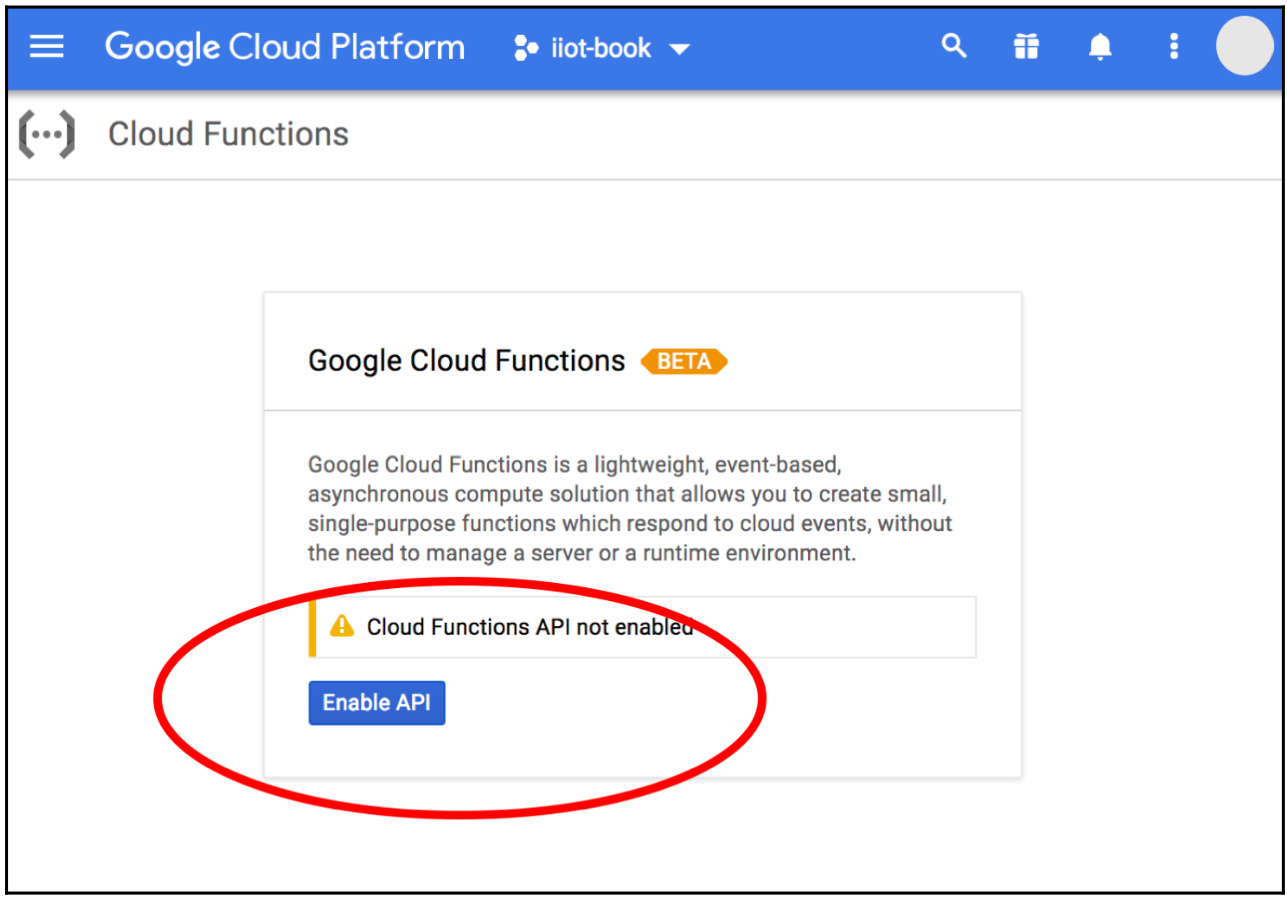 Google Cloud Platform iiot-book
Cloud Functions
Google Cloud Functions BETA
Google Cloud Functions is a lightweight, event-based,
asynchronous compute solution that allows you to create small,
single-purpose functions which respond to cloud events, without
the need to manage a server or a runtime environment.
Cloud Functions API not enabled
Enable API